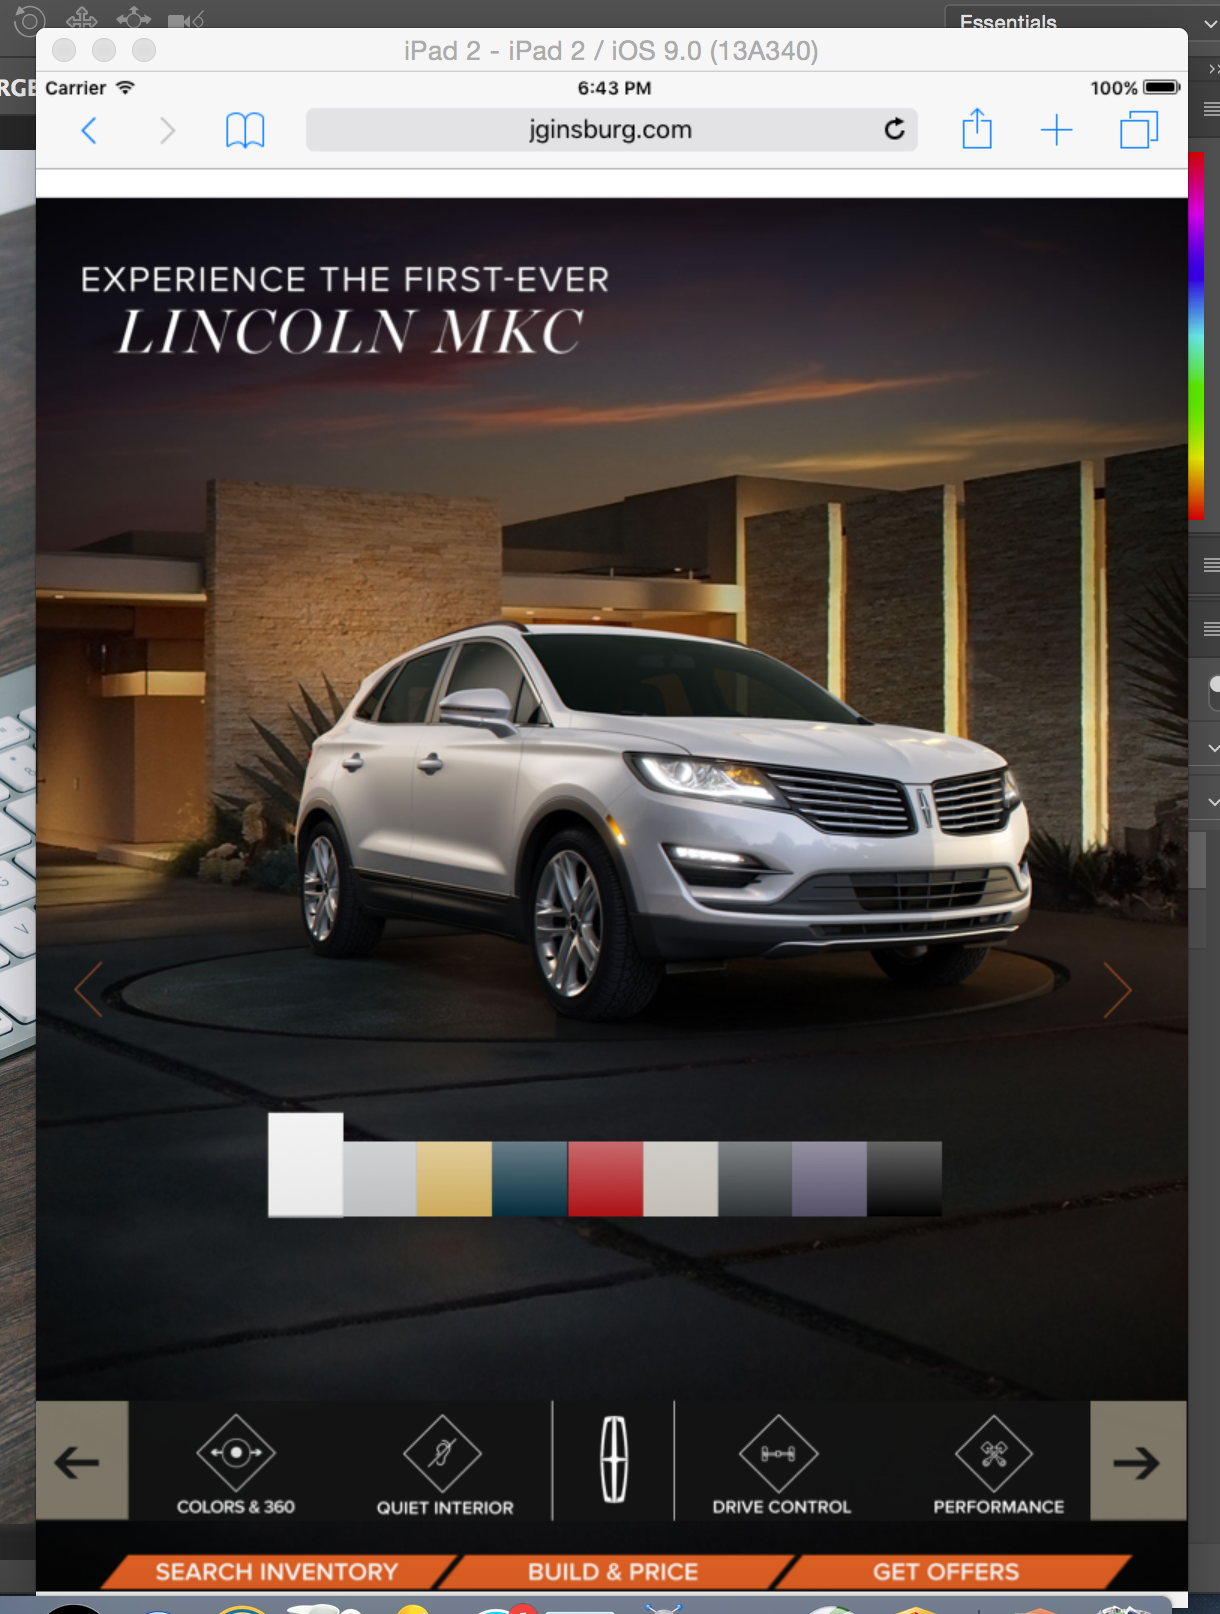 Essentials
iPad 2 - iPad 2 / iOS 9.0 (13A340)
RGE
Carrier
6:43 PM
100%
jginsburg.com
EXPERIENCE THE FIRST-EVER
LINCOLN MKC
COLORS & 360
QUIET INTERIOR
DRIVE CONTROL
PERFORMANCE
SEARCH INVENTORY
BUILD & PRICE
GET OFFERS